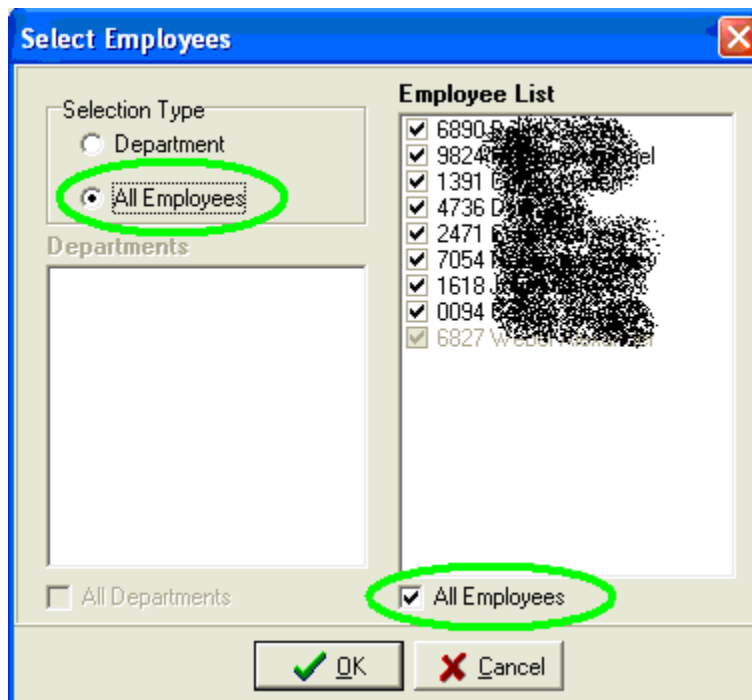 Select Employees
Selection Type
Department
All Employees
Departments
All Departments
Employee List
6890
9824
1391
4736
2471
7054
1618
0094
6827
All Employees
OK
Cancel